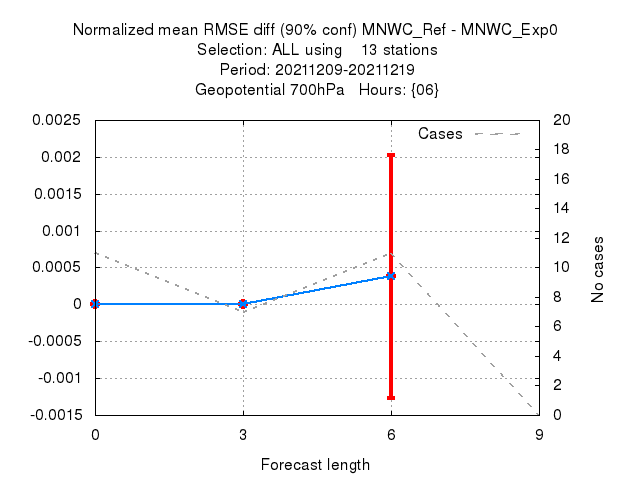 Normalized mean RMSE diff (90% conf) MNWC_Ref - MNWC_Exp0
Selection: ALL using    13 stations
Period: 20211209-20211219
Geopotential 700hPa   Hours: {06}
Cases
0.0025
0.002
0.0015
0.001
0.0005
0
-0.0005
-0.001
-0.0015
20
18
16
14
12
10
8
6
4
2
0
No cases
0 3 6 9
Forecast length